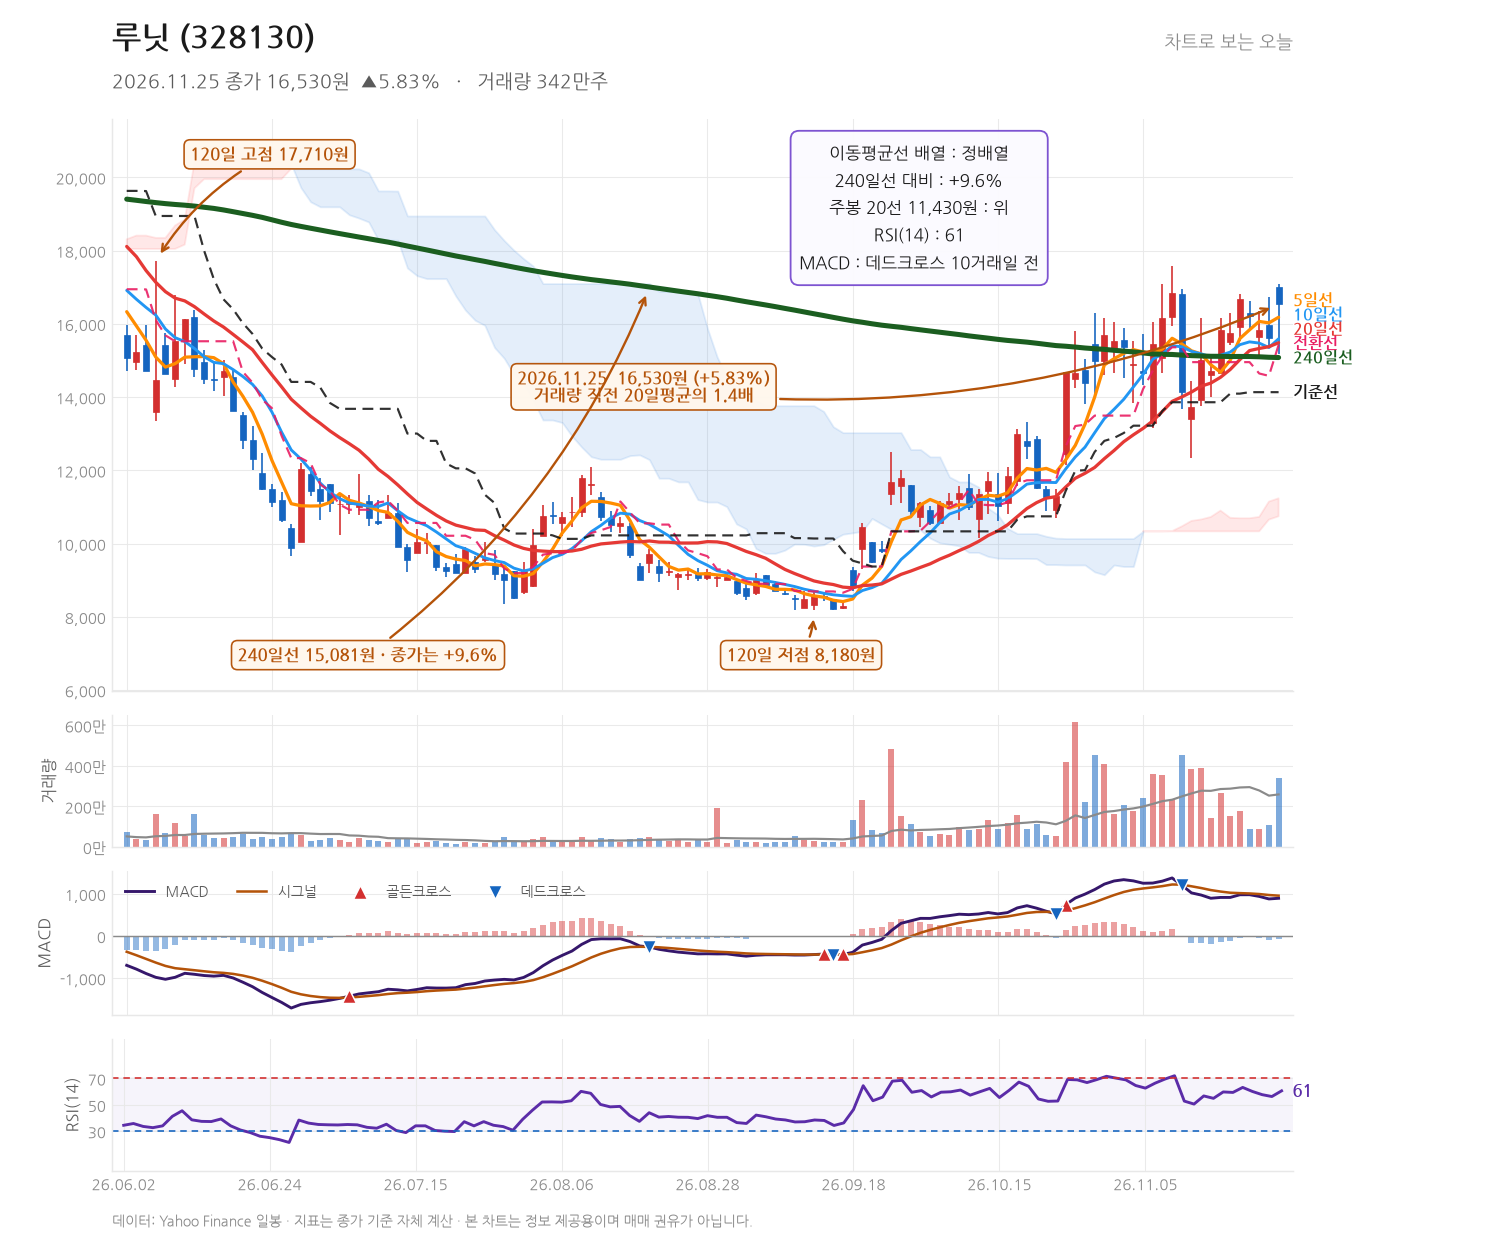 루닛 (328130)
차트로 보는 오늘
2026.11.25 종가 16,530원 ▲5.83% · 거래량 342만주
120일 고점 17,710원
이동평균선 배열 : 정배열
240일선 대비 : +9.6%
주봉 20선 11,430원 : 위
RSI(14) : 61
MACD : 데드크로스 10거래일 전
20,000
18,000
16,000
14,000
12,000
10,000
8,000
6,000
5일선
10일선
20일선
전환선
240일선
기준선
2026.11.25 16,530원 (+5.83%)
거래량 직전 20일평균의 1.4배
240일선 15,081원 · 종가는 +9.6%
120일 저점 8,180원
거래량
600만
400만
200만
0만
MACD
1,000
0
-1,000
MACD 시그널 골든크로스 데드크로스
RSI(14)
70
50
30
61
26.06.02 26.06.24 26.07.15 26.08.06 26.08.28 26.09.18 26.10.15 26.11.05
데이터: Yahoo Finance 일봉 · 지표는 종가 기준 자체 계산 · 본 차트는 정보 제공용이며 매매 권유가 아닙니다.